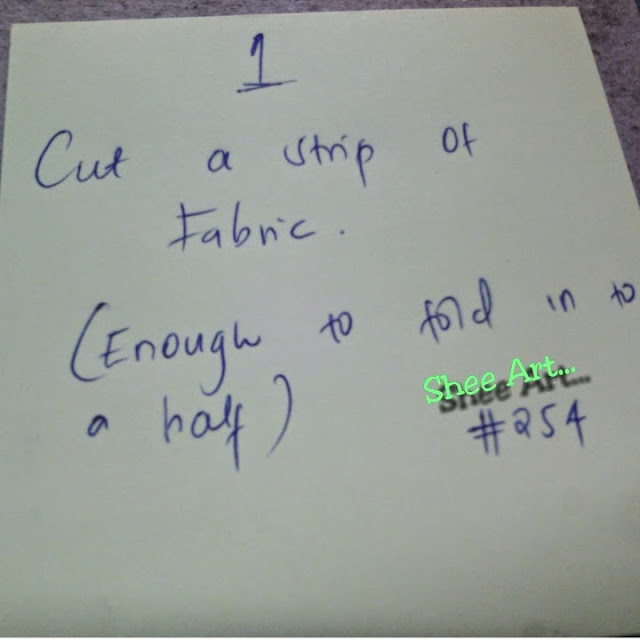 1
Cut a strip of
Fabric.
(Enough to fold in to
a half)
Shee Art...
#254